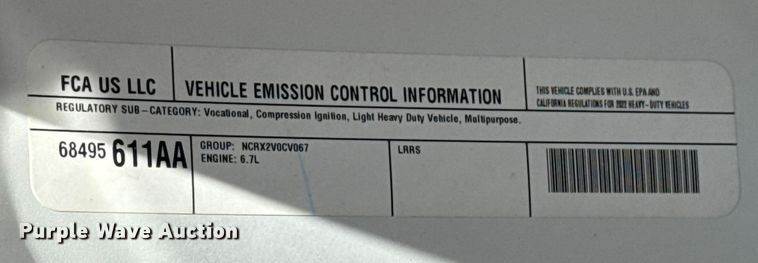 FCA US LLC
VEHICLE EMISSION CONTROL INFORMATION
THIS VEHICLE COMPLIES WITH U.S. EPA AND
CALIFORNIA REGULATIONS FOR 2022 HEAVY-DUTY VEHICLES
REGULATORY SUB-CATEGORY: Vocational, Compression Ignition, Light Heavy Duty Vehicle, Multipurpose.
68495 611AA
GROUP: NCRX2V0CV067
ENGINE: 6.7L
LRRS
Purple Wave Auction